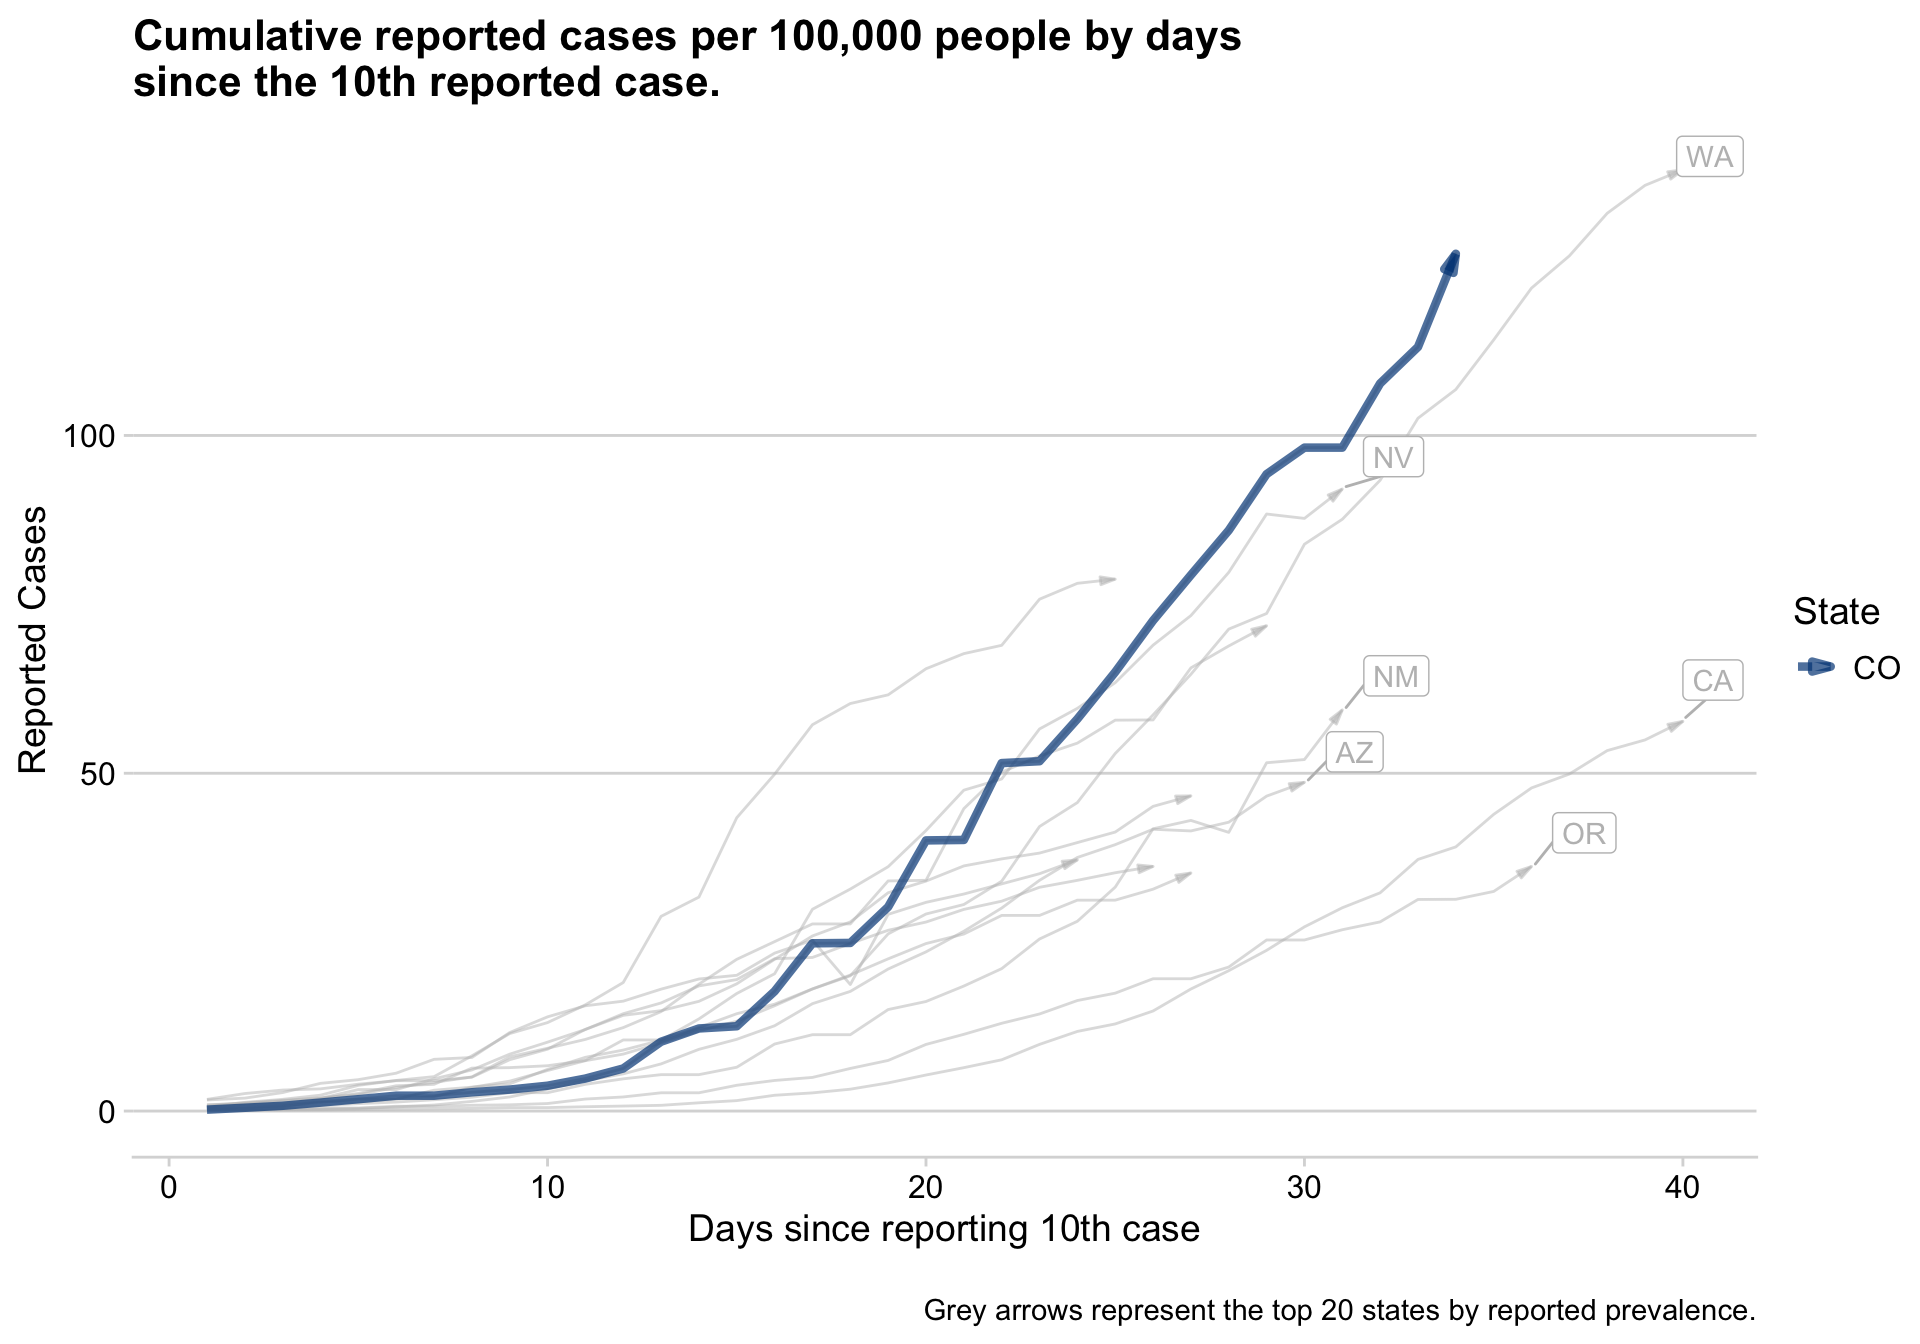 Cumulative reported cases per 100,000 people by days
since the 10th reported case.
WA
100
NV
Reported Cases
State
CO
NM
CA
AZ
50
OR
0
0 10 20 30 40
Days since reporting 10th case
Grey arrows represent the top 20 states by reported prevalence.